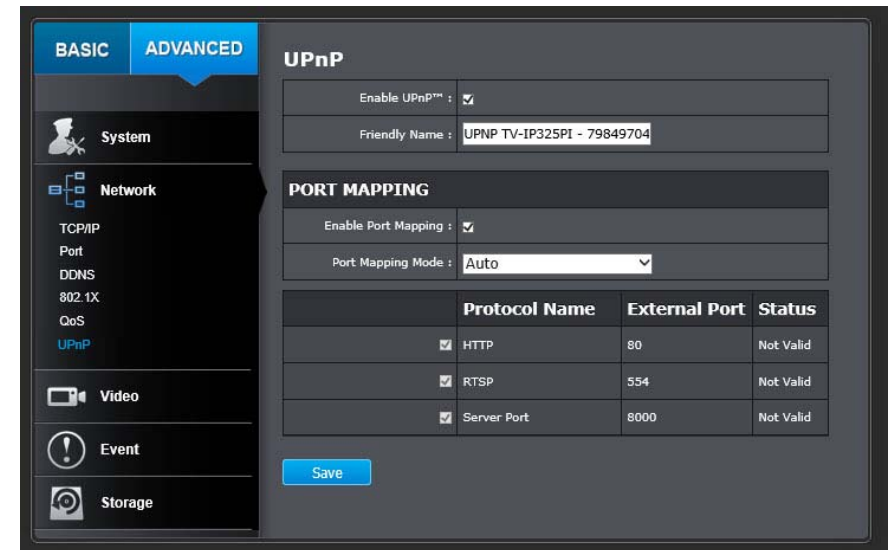 BASIC ADVANCED
UPnP
Enable UPnP™ :
Friendly Name : UPNP TV-IP325PI - 79849704
System
Network
TCP/IP
Port
DDNS
802.1X
QoS
UPnP
Video
Event
Storage
PORT MAPPING
Enable Port Mapping :
Port Mapping Mode : Auto
Protocol Name External Port Status
HTTP 80 Not Valid
RTSP 554 Not Valid
Server Port 8000 Not Valid
Save